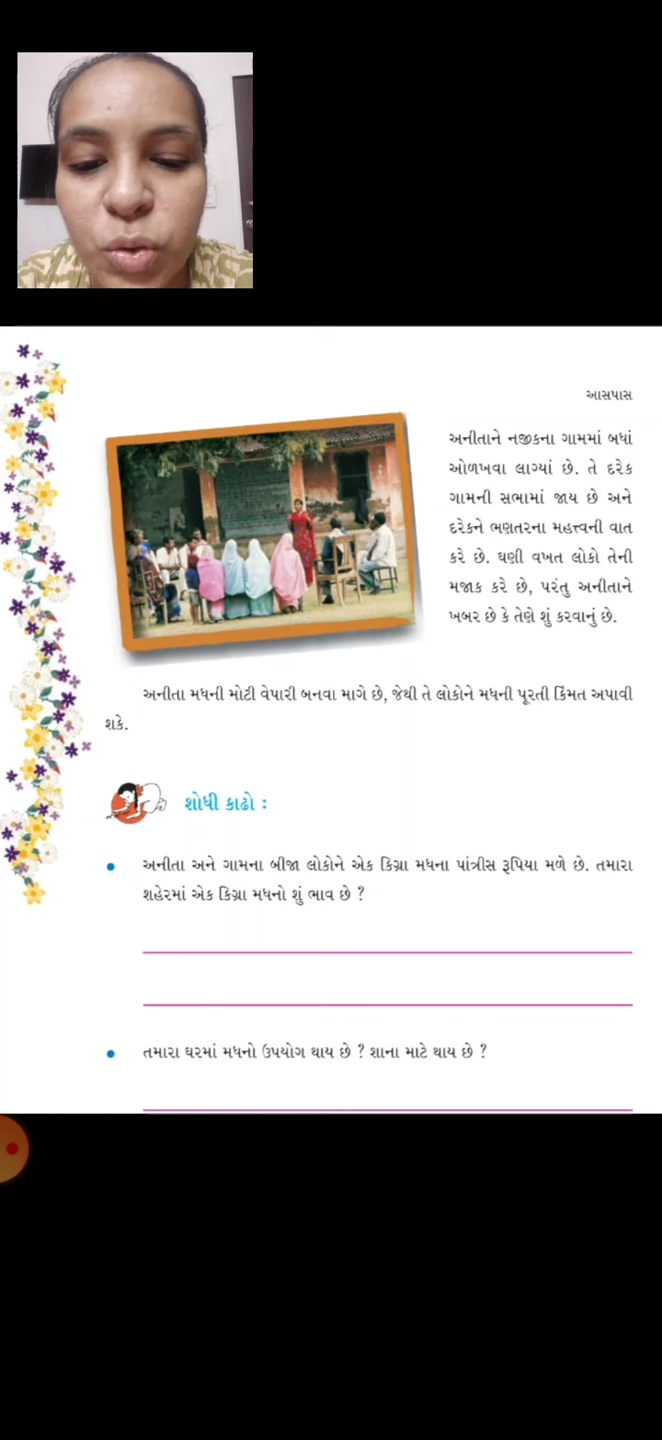 આસપાસ
અનીતાને નજીકના ગામમાં બધાં
ઓળખવા લાગ્યાં છે. તે દરેક
ગામની સભામાં જાય છે અને
દરેકને ભણતરના મહત્ત્વની વાત
કરે છે. ઘણી વખત લોકો તેની
મજાક કરે છે, પરંતુ અનીતાને
ખબર છે કે તેણે શું કરવાનું છે.
અનીતા મધની મોટી વેપારી બનવા માગે છે, જેથી તે લોકોને મધની પૂરતી કિંમત અપાવી
શકે.
શોધી કાઢો :
• અનીતા અને ગામના બીજા લોકોને એક કિગ્રા મધના પાંત્રીસ રૂપિયા મળે છે. તમારા
શહેરમાં એક કિગ્રા મધનો શું ભાવ છે ?
• તમારા ઘરમાં મધનો ઉપયોગ થાય છે ? શાના માટે થાય છે ?